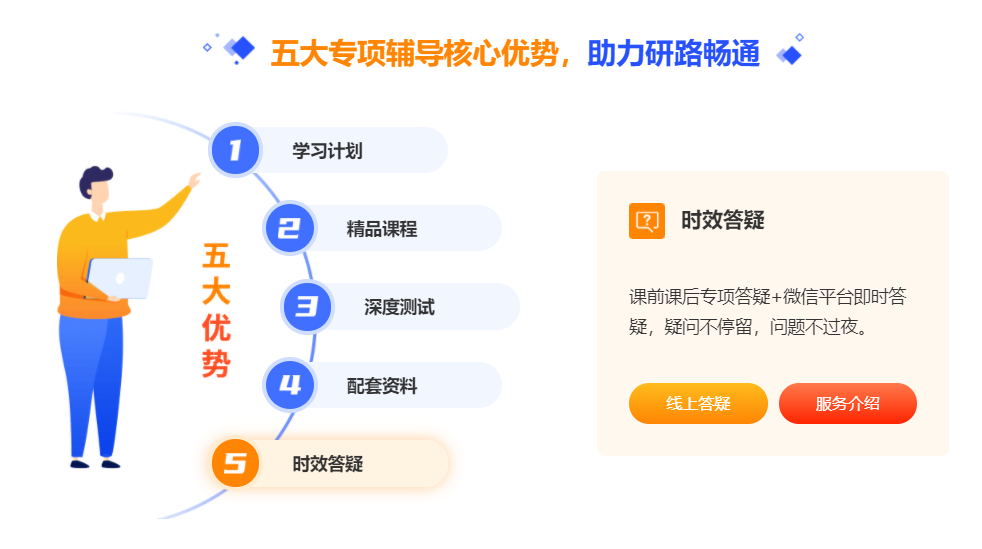 五大专项辅导核心优势，助力研路畅通
五大优势
1 学习计划
2 精品课程
3 深度测试
4 配套资料
5 时效答疑
时效答疑
课前课后专项答疑+微信平台即时答
疑，疑问不停留，问题不过夜。
线上答疑 服务介绍